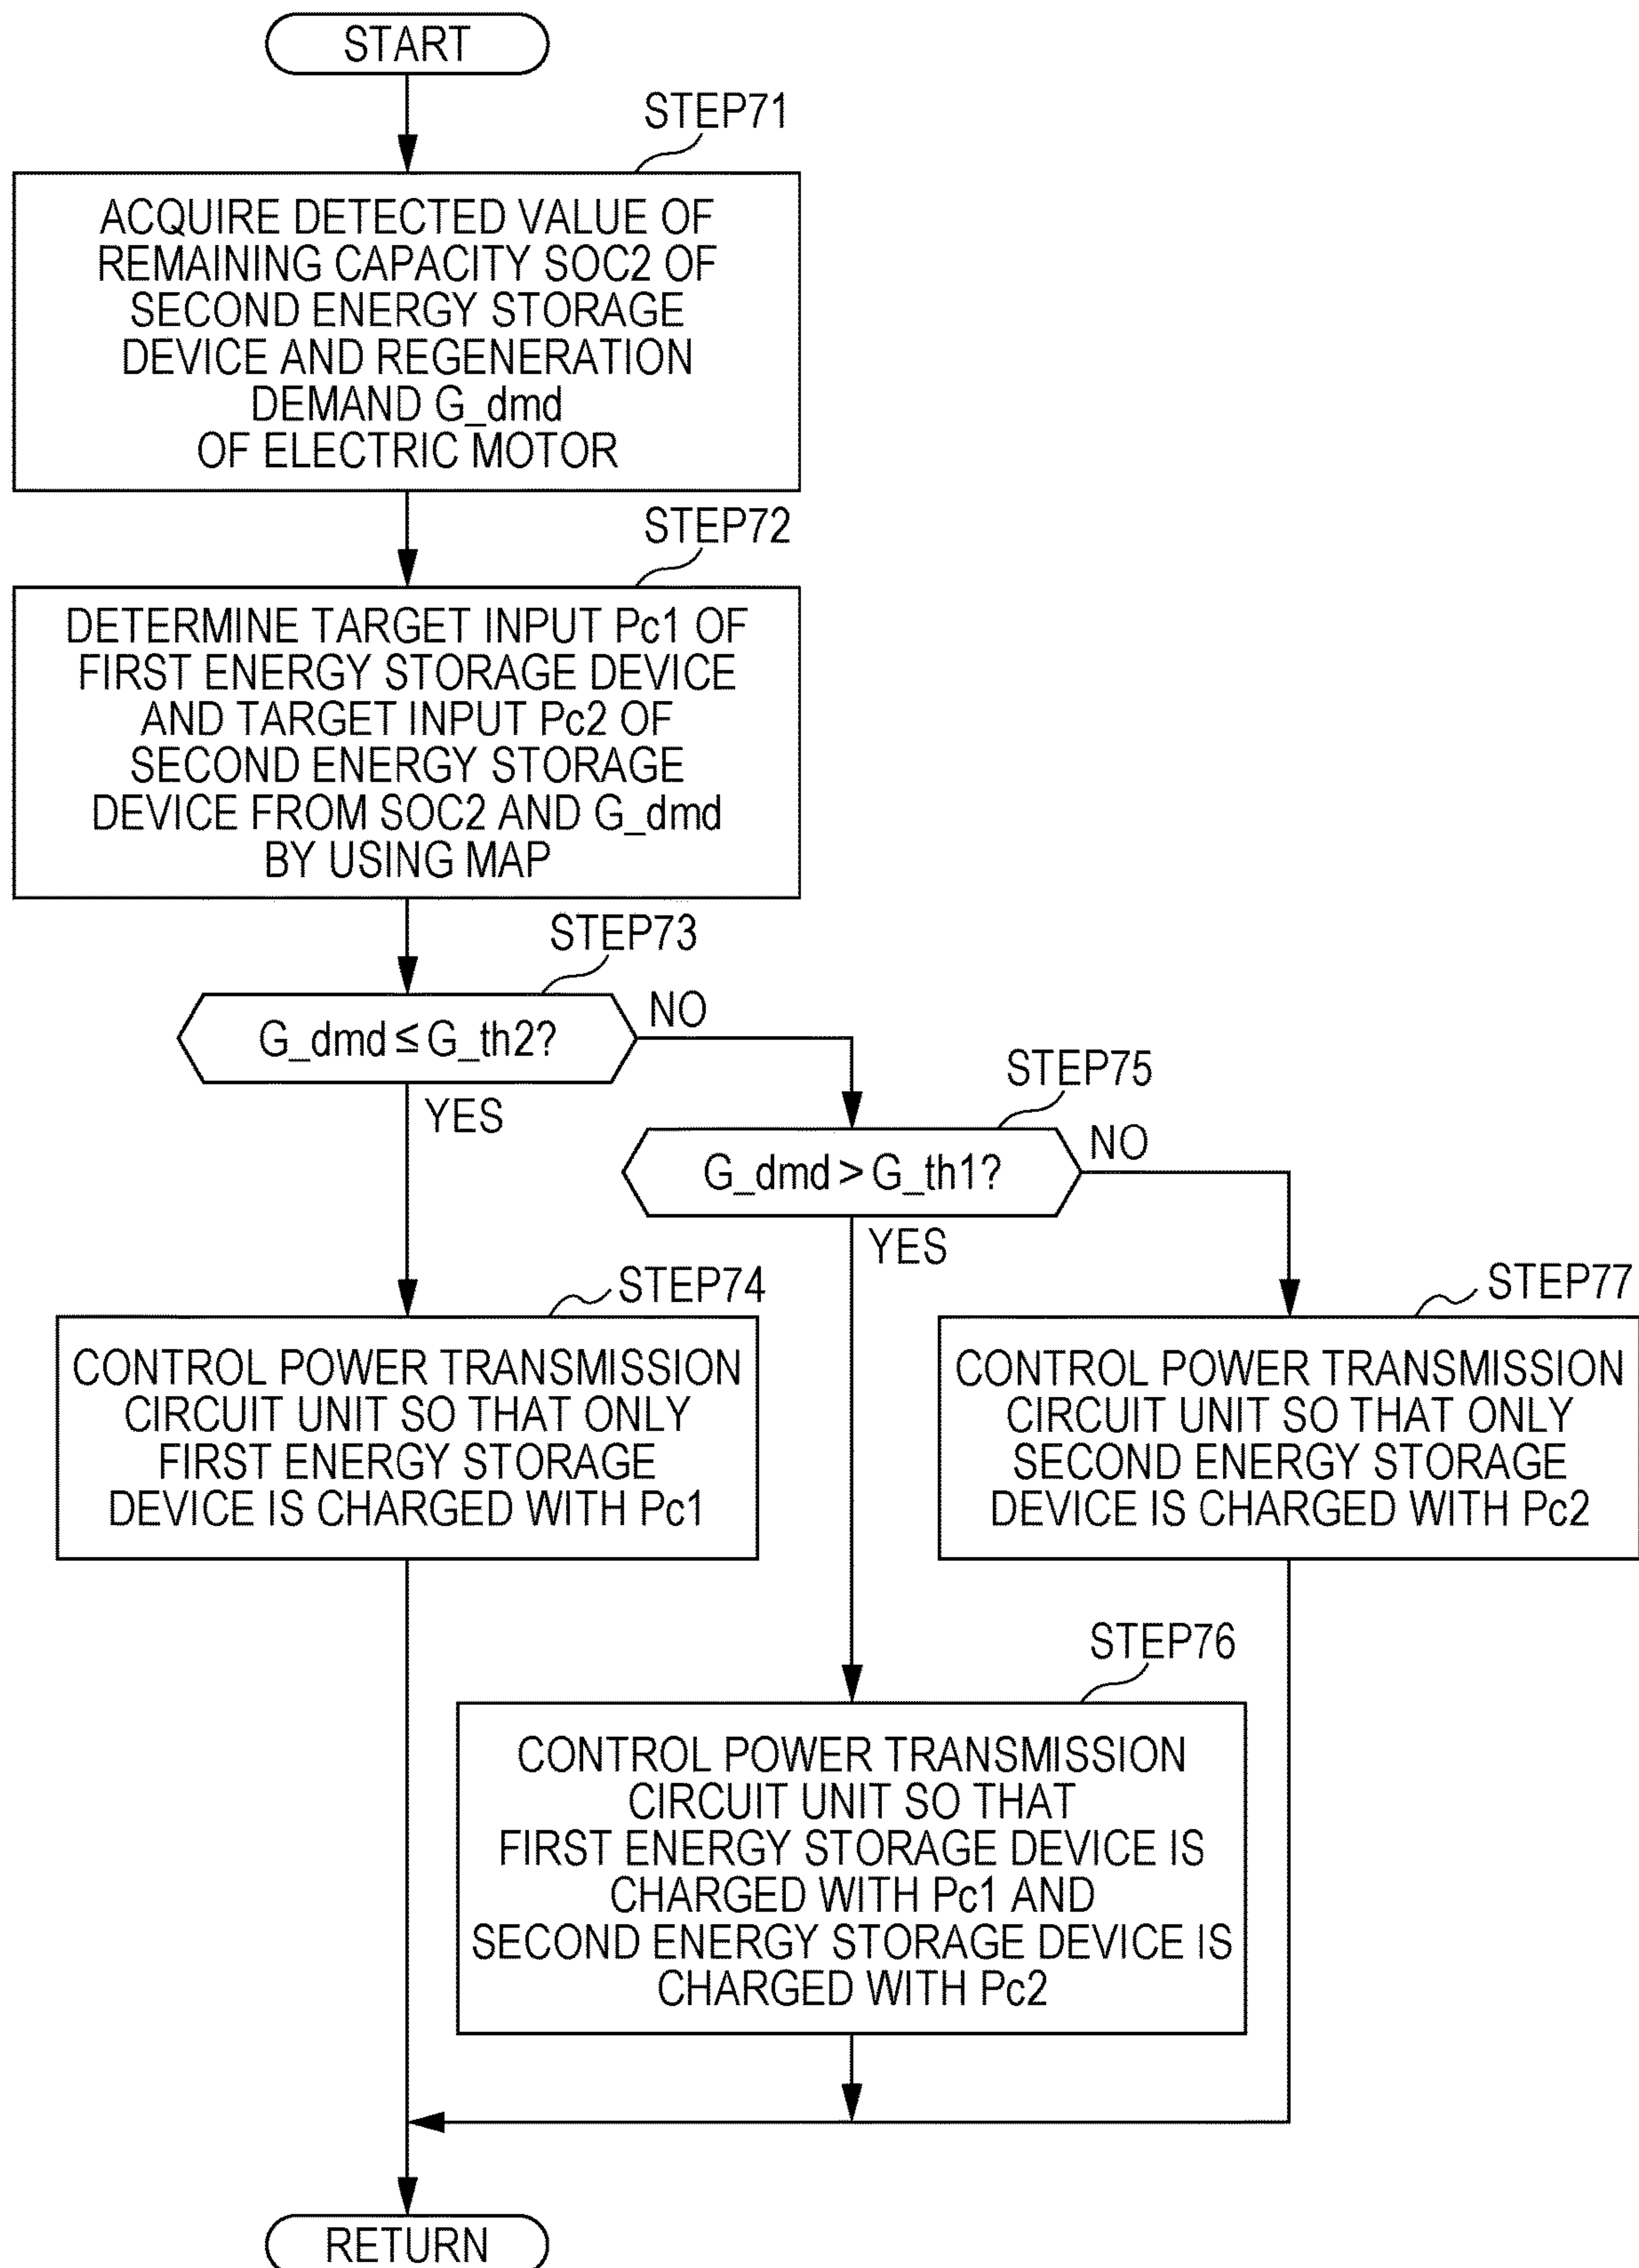 START
STEP71
ACQUIRE DETECTED VALUE OF
REMAINING CAPACITY SOC2 OF
SECOND ENERGY STORAGE
DEVICE AND REGENERATION
DEMAND G_dmd
OF ELECTRIC MOTOR
STEP72
DETERMINE TARGET INPUT Pc1 OF
FIRST ENERGY STORAGE DEVICE
AND TARGET INPUT Pc2 OF
SECOND ENERGY STORAGE
DEVICE FROM SOC2 AND G_dmd
BY USING MAP
STEP73
G_dmd ≤ G_th2?
NO
YES
STEP75
G_dmd > G_th1?
NO
YES
STEP74
CONTROL POWER TRANSMISSION
CIRCUIT UNIT SO THAT ONLY
FIRST ENERGY STORAGE
DEVICE IS CHARGED WITH Pc1
STEP77
CONTROL POWER TRANSMISSION
CIRCUIT UNIT SO THAT ONLY
SECOND ENERGY STORAGE
DEVICE IS CHARGED WITH Pc2
STEP76
CONTROL POWER TRANSMISSION
CIRCUIT UNIT SO THAT
FIRST ENERGY STORAGE DEVICE IS
CHARGED WITH Pc1 AND
SECOND ENERGY STORAGE DEVICE IS
CHARGED WITH Pc2
RETURN